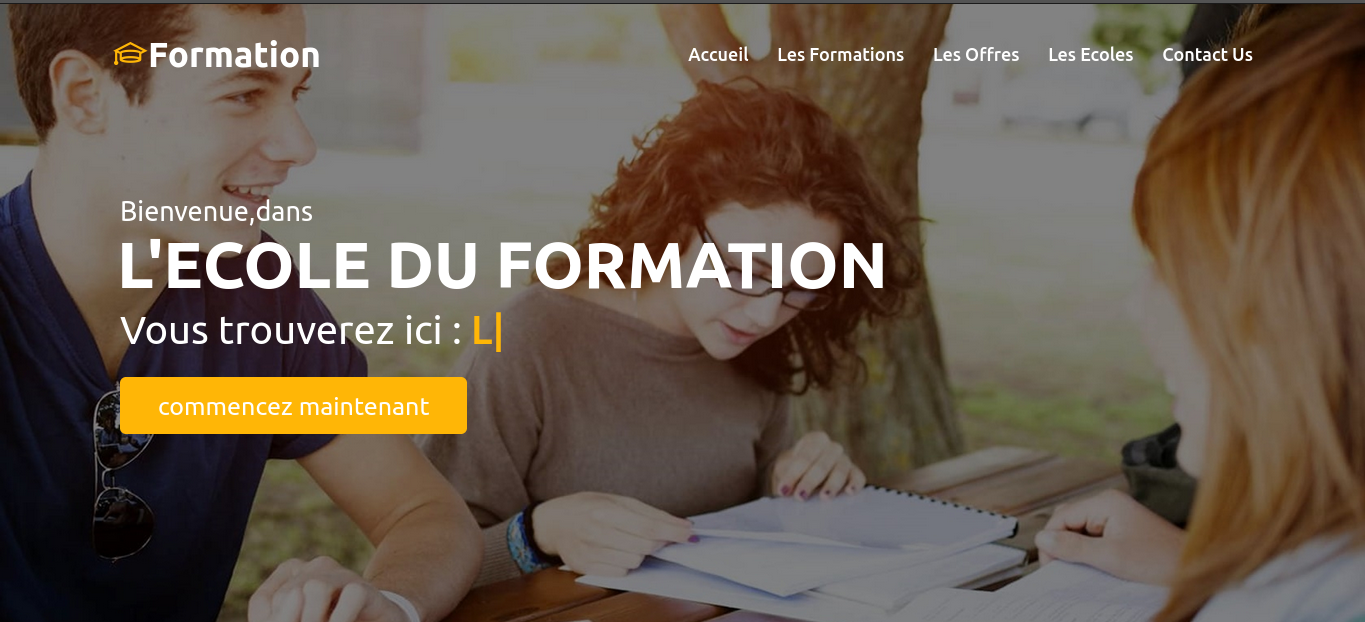 Formation
Accueil Les Formations Les Offres Les Ecoles Contact Us
Bienvenue,dans
L'ECOLE DU FORMATION
Vous trouverez ici : L|
commencez maintenant